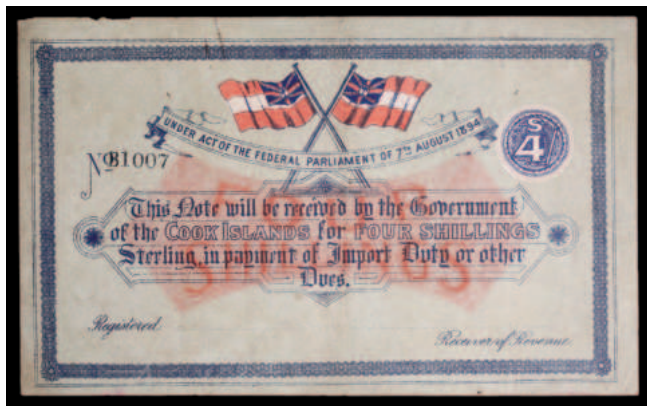 UNDER ACT OF THE FEDERAL PARLIAMENT OF 7TH AUGUST 1894
S
4/
No B1007
This Note will be received by the Government
of the COOK ISLANDS for FOUR SHILLINGS
Sterling, in payment of Import Duty or other
Dues.
Registered
Receiver of Revenue